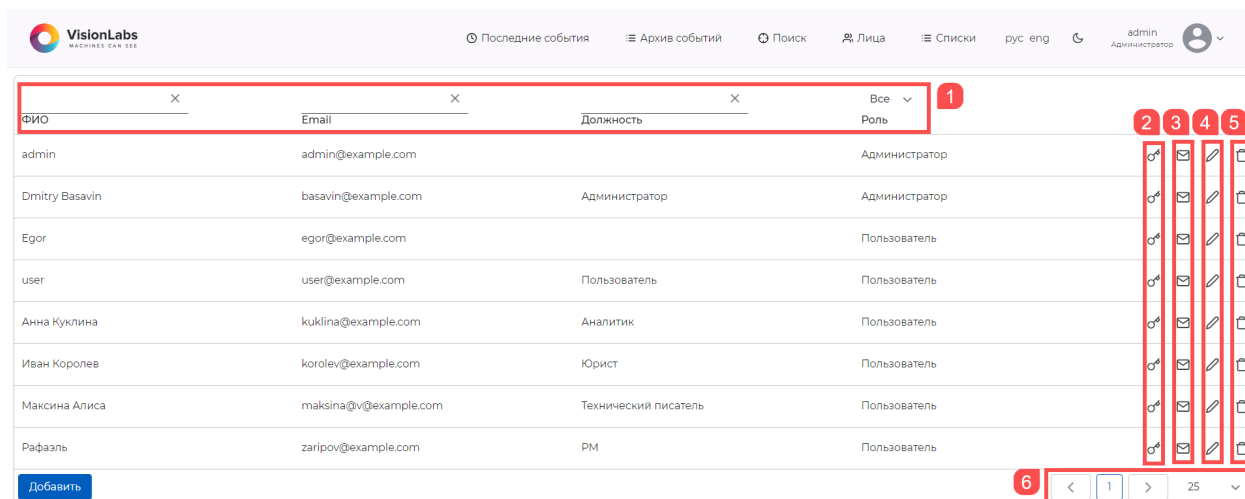 VisionLabs
MACHINES CAN SEE
Последние события Архив событий Поиск Лица Списки рус eng admin
Администратор
Все 1
ФИО Email Должность Роль
2 3 4 5
admin admin@example.com Администратор
Dmitry Basavin basavin@example.com Администратор Администратор
Egor egor@example.com Пользователь
user user@example.com Пользователь Пользователь
Анна Куклина kuklina@example.com Аналитик Пользователь
Иван Королев korolev@example.com Юрист Пользователь
Максина Алиса maksina@v@example.com Технический писатель Пользователь
Рафаэль zaripov@example.com PM Пользователь
Добавить 6 1 25